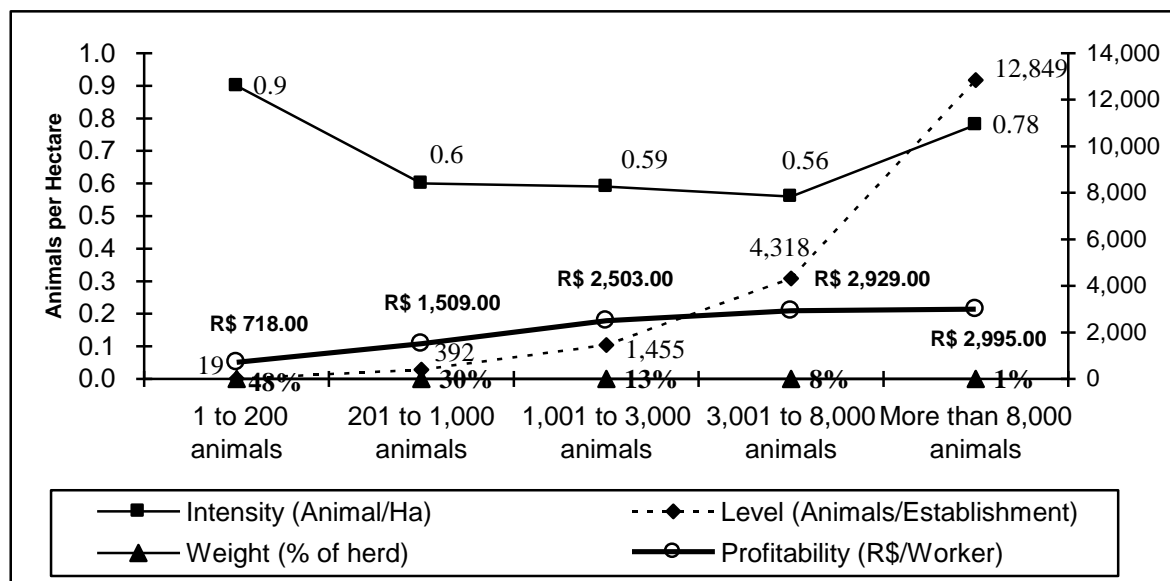 1.0
0.9
0.8
0.7
0.6
0.5
0.4
0.3
0.2
0.1
0.0
Animals per Hectare
14,000
12,000
10,000
8,000
6,000
4,000
2,000
0
0.9
0.6
0.59
0.56
0.78
12,849
4,318
1,455
392
19
R$ 718.00
R$ 1,509.00
R$ 2,503.00
R$ 2,929.00
R$ 2,995.00
48%
30%
13%
8%
1%
1 to 200
animals
201 to 1,000
animals
1,001 to 3,000
animals
3,001 to 8,000
animals
More than 8,000
animals
Intensity (Animal/Ha)
Level (Animals/Establishment)
Weight (% of herd)
Profitability (R$/Worker)